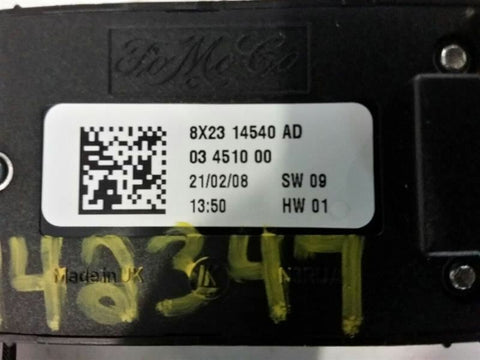 FoMoCo
8X23 14540 AD
03 4510 00
21/02/08 SW 09
13:50 HW 01
Made in UK
42347